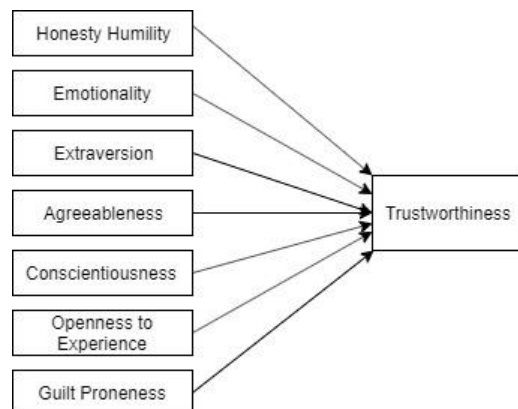 Honesty Humility
Emotionality
Extraversion
Agreeableness
Trustworthiness
Conscientiousness
Openness to
Experience
Guilt Proneness